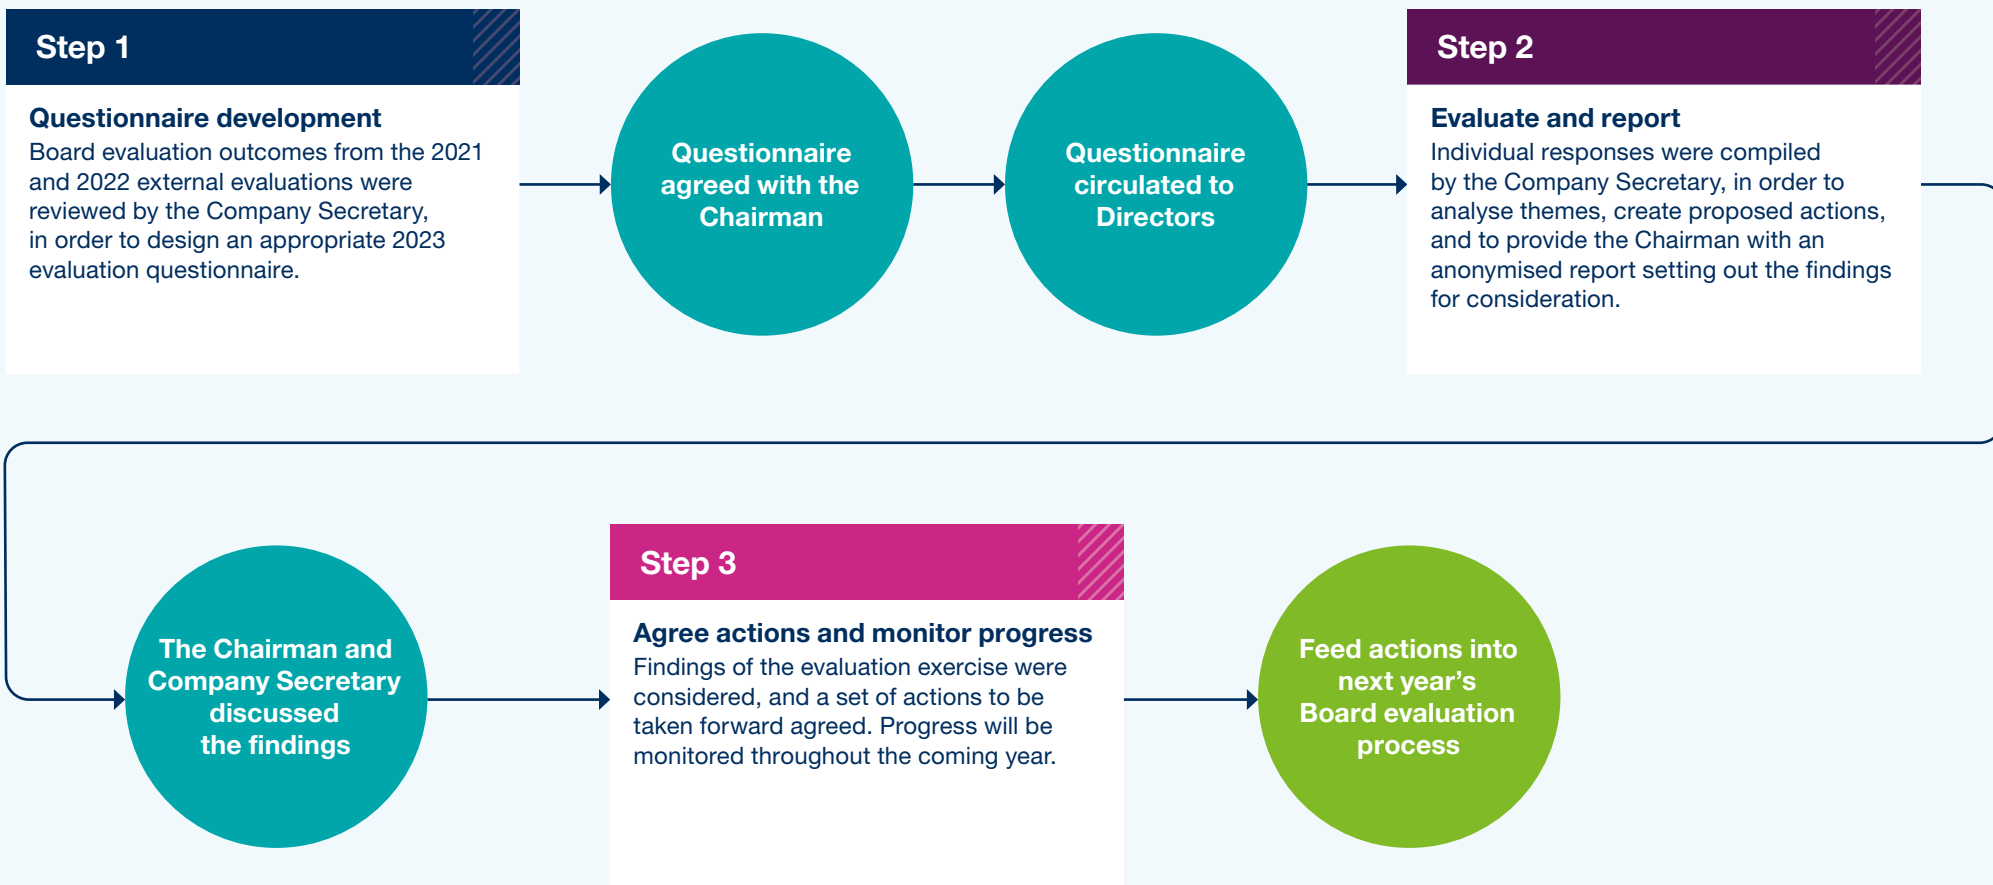 Step 1
Questionnaire development
Board evaluation outcomes from the 2021
and 2022 external evaluations were
reviewed by the Company Secretary,
in order to design an appropriate 2023
evaluation questionnaire.
Questionnaire
agreed with the
Chairman
Questionnaire
circulated to
Directors
Step 2
Evaluate and report
Individual responses were compiled
by the Company Secretary, in order to
analyse themes, create proposed actions,
and to provide the Chairman with an
anonymised report setting out the findings
for consideration.
The Chairman and
Company Secretary
discussed
the findings
Step 3
Agree actions and monitor progress
Findings of the evaluation exercise were
considered, and a set of actions to be
taken forward agreed. Progress will be
monitored throughout the coming year.
Feed actions into
next year’s
Board evaluation
process